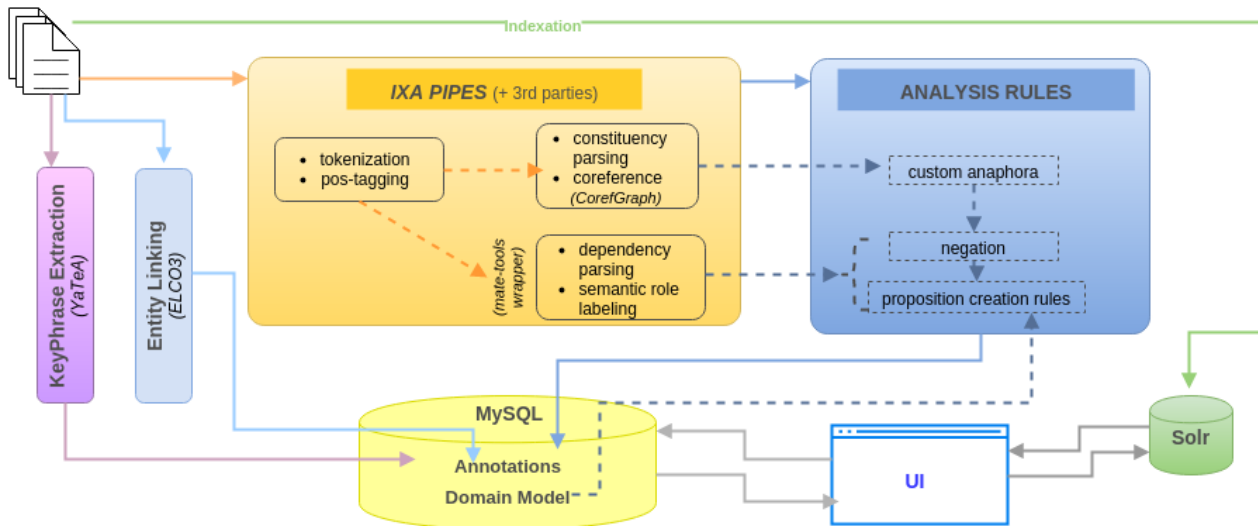 Indexation
IXA PIPES (+ 3rd parties)
ANALYSIS RULES
• tokenization
• pos-tagging
• constituency
parsing
• coreference
(CorefGraph)
custom anaphora
KeyPhrase Extraction
(YaTeA)
Entity Linking
(ELCO3)
(mate-tools
wrapper)
• dependency
parsing
• semantic role
labeling
negation
proposition creation rules
MySQL
Annotations
Domain Model
UI
Solr